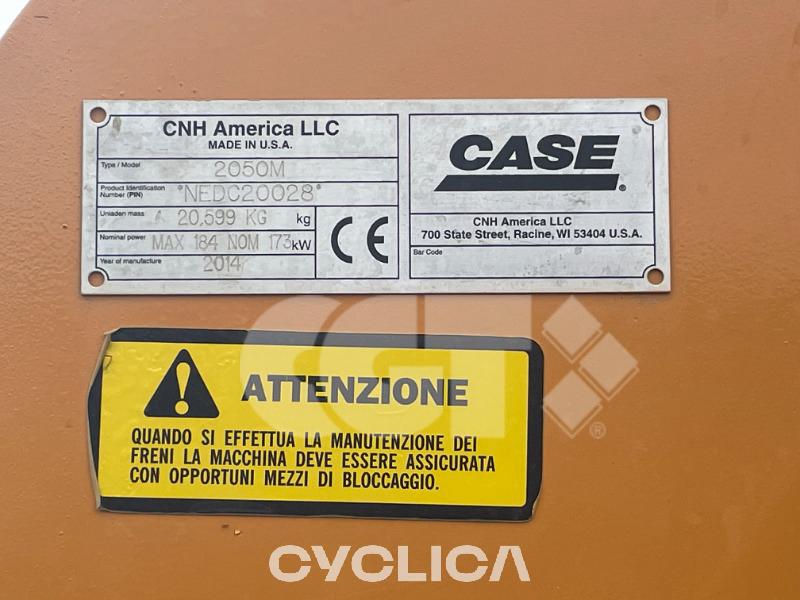 CNH America LLC
MADE IN U.S.A.
Type / Model 2050M
Product Identification
Number (PIN) *NEDC20028*
Unladen mass A 20,599 KG kg
Nominal power MAX 184 NOM 173 kW
Year of manufacture 2014
CE
CASE®
CNH America LLC
700 State Street, Racine, WI 53404 U.S.A.
Bar Code
CGT®
ATTENZIONE
QUANDO SI EFFETTUA LA MANUTENZIONE DEI
FRENI LA MACCHINA DEVE ESSERE ASSICURATA
CON OPPORTUNI MEZZI DI BLOCCAGGIO.
CYCLICA